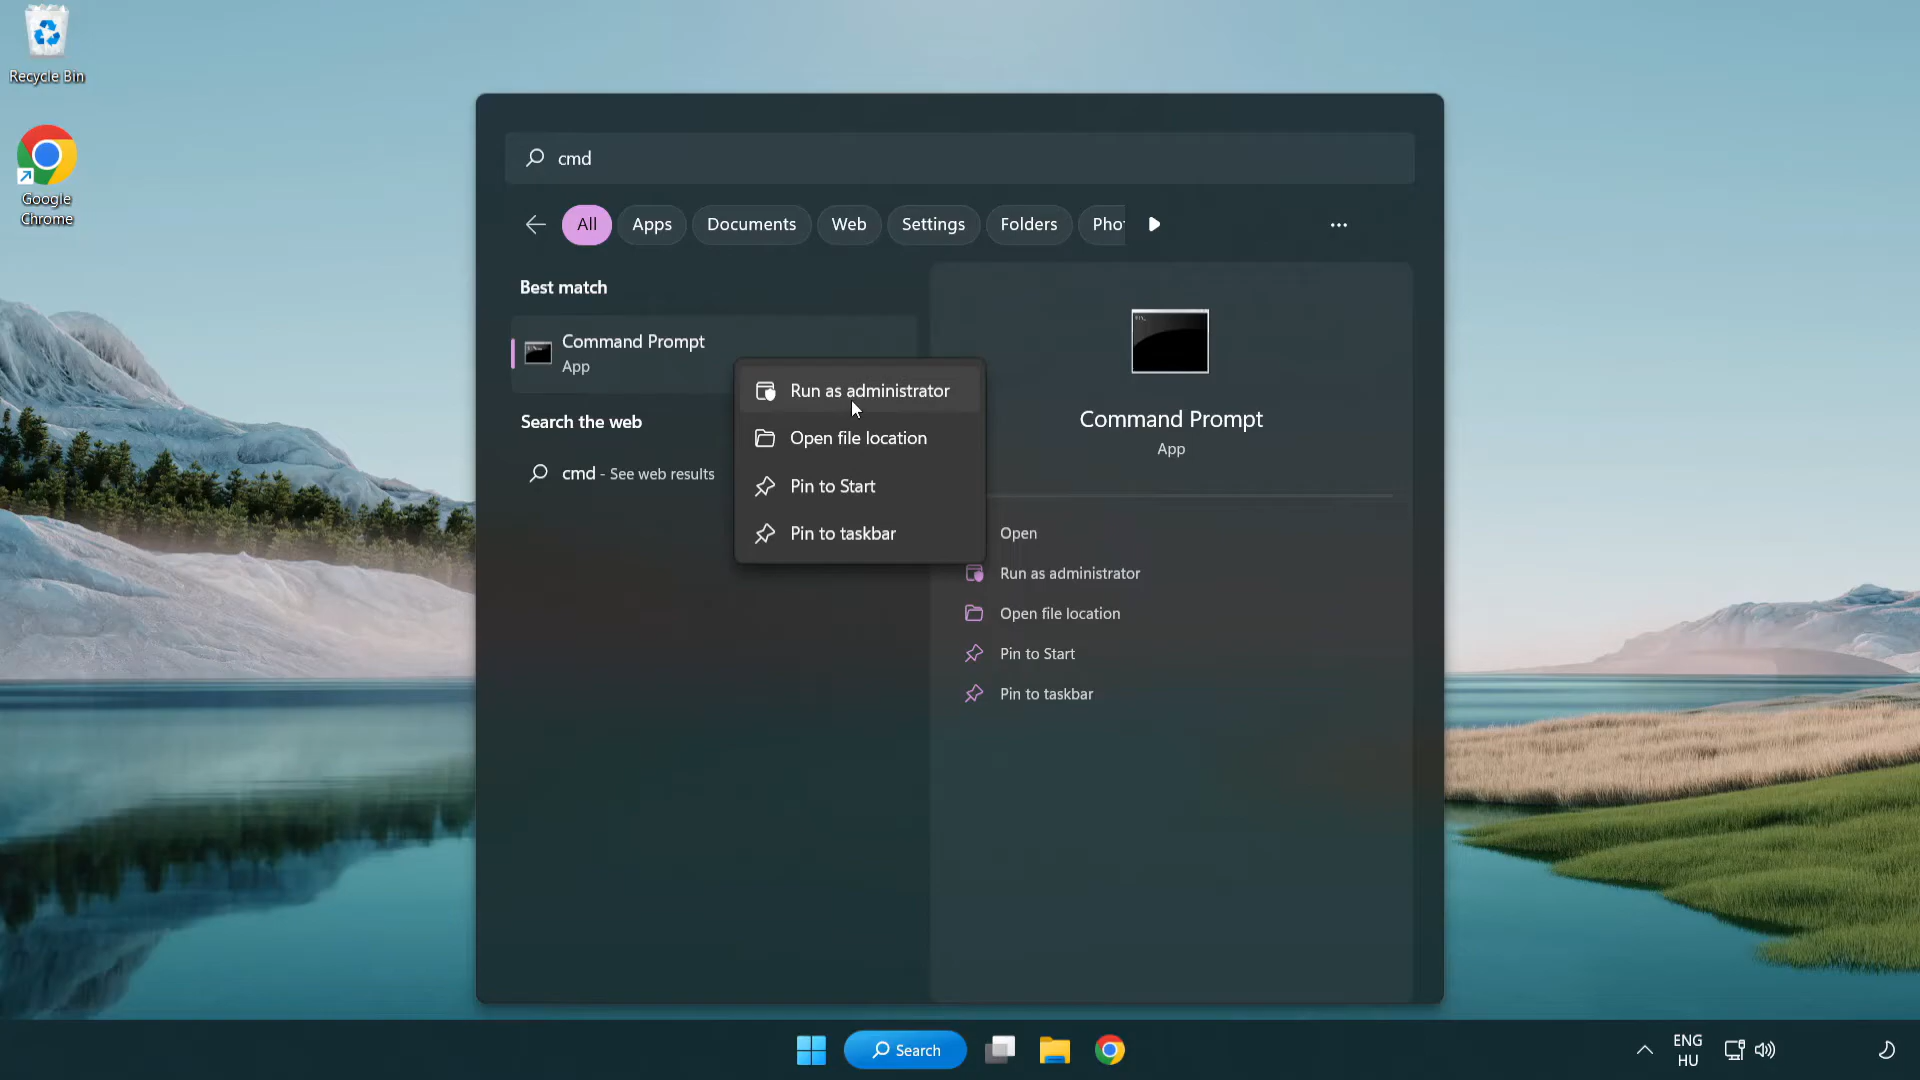 Recycle Bin
Google
Chrome
cmd
All
Apps
Documents
Web
Settings
Folders
Pho
Best match
Command Prompt
App
Search the web
cmd - See web results
Run as administrator
Open file location
Pin to Start
Pin to taskbar
Command Prompt
App
Open
Run as administrator
Open file location
Pin to Start
Pin to taskbar
Search
ENG
HU